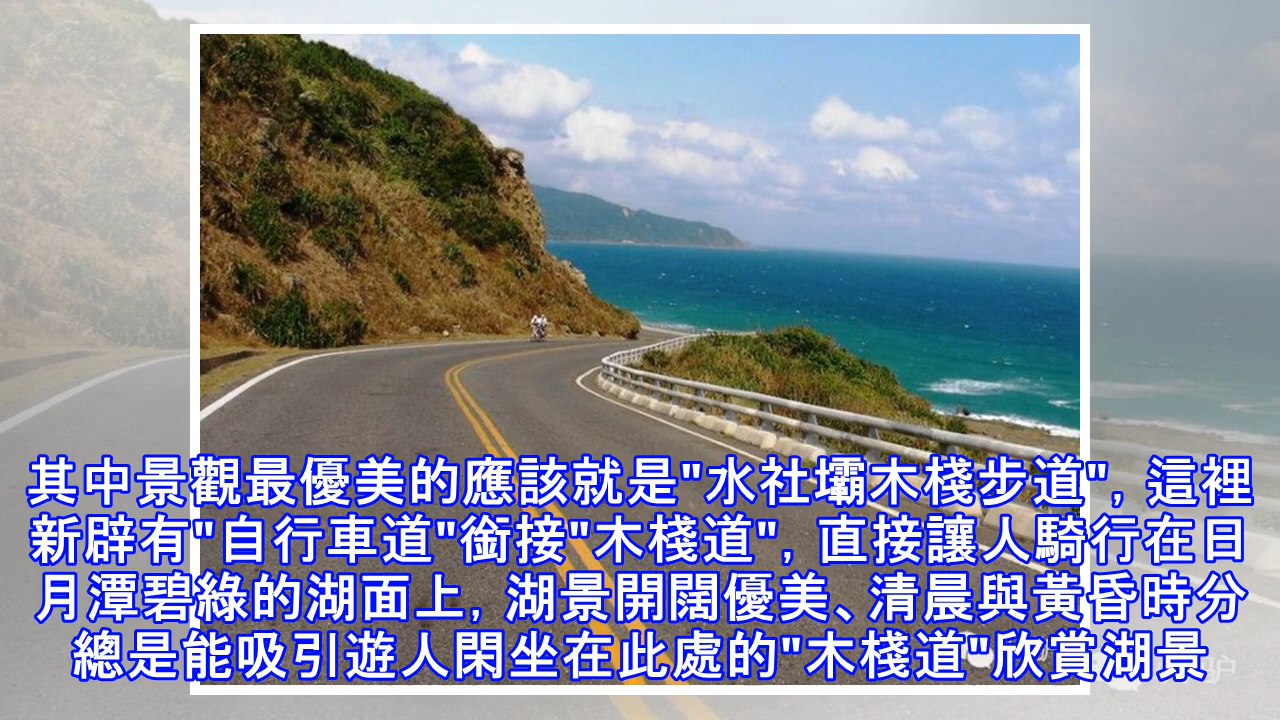 其中景觀最優美的應該就是"水社壩木棧步道", 這裡
新辟有"自行車道"銜接"木棧道", 直接讓人騎行在日
月潭碧綠的湖面上, 湖景開闊優美、清晨與黃昏時分
總是能吸引遊人閑坐在此處的"木棧道"欣賞湖景